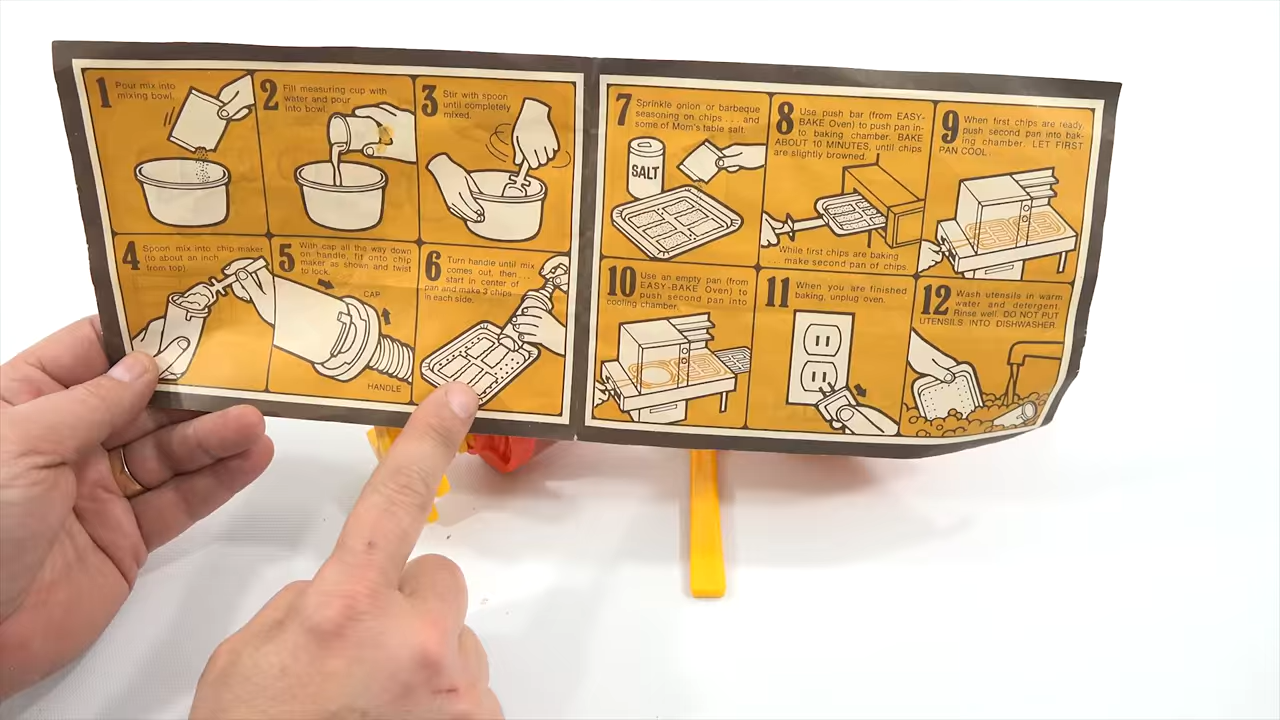 1 Pour mix into
mixing bowl.
2 Fill measuring cup with
water and pour
into bowl.
3 Stir with spoon
until completely
mixed.
4 Spoon mix into chip maker
(to about an inch
from top).
5 With cap all the way down
on handle, fit onto chip
maker as shown and twist
to lock.
CAP
HANDLE
6 Turn handle until mix
comes out, then...
start in center of
pan and make 3 chips
in each side.
7 Sprinkle onion or barbeque
seasoning on chips . . . and
some of Mom's table salt.
SALT
8 Use push bar (from EASY-
BAKE Oven) to push pan in-
to baking chamber. BAKE
ABOUT 10 MINUTES, until chips
are slightly browned.
While first chips are baking
. . . make second pan of chips.
9 When first chips are ready,
push second pan into bak-
ing chamber. LET FIRST
PAN COOL.
10 Use an empty pan (from
EASY-BAKE Oven) to
push second pan into
cooling chamber.
11 When you are finished
baking, unplug oven.
12 Wash utensils in warm
water and detergent.
Rinse well. DO NOT PUT
UTENSILS INTO DISHWASHER.